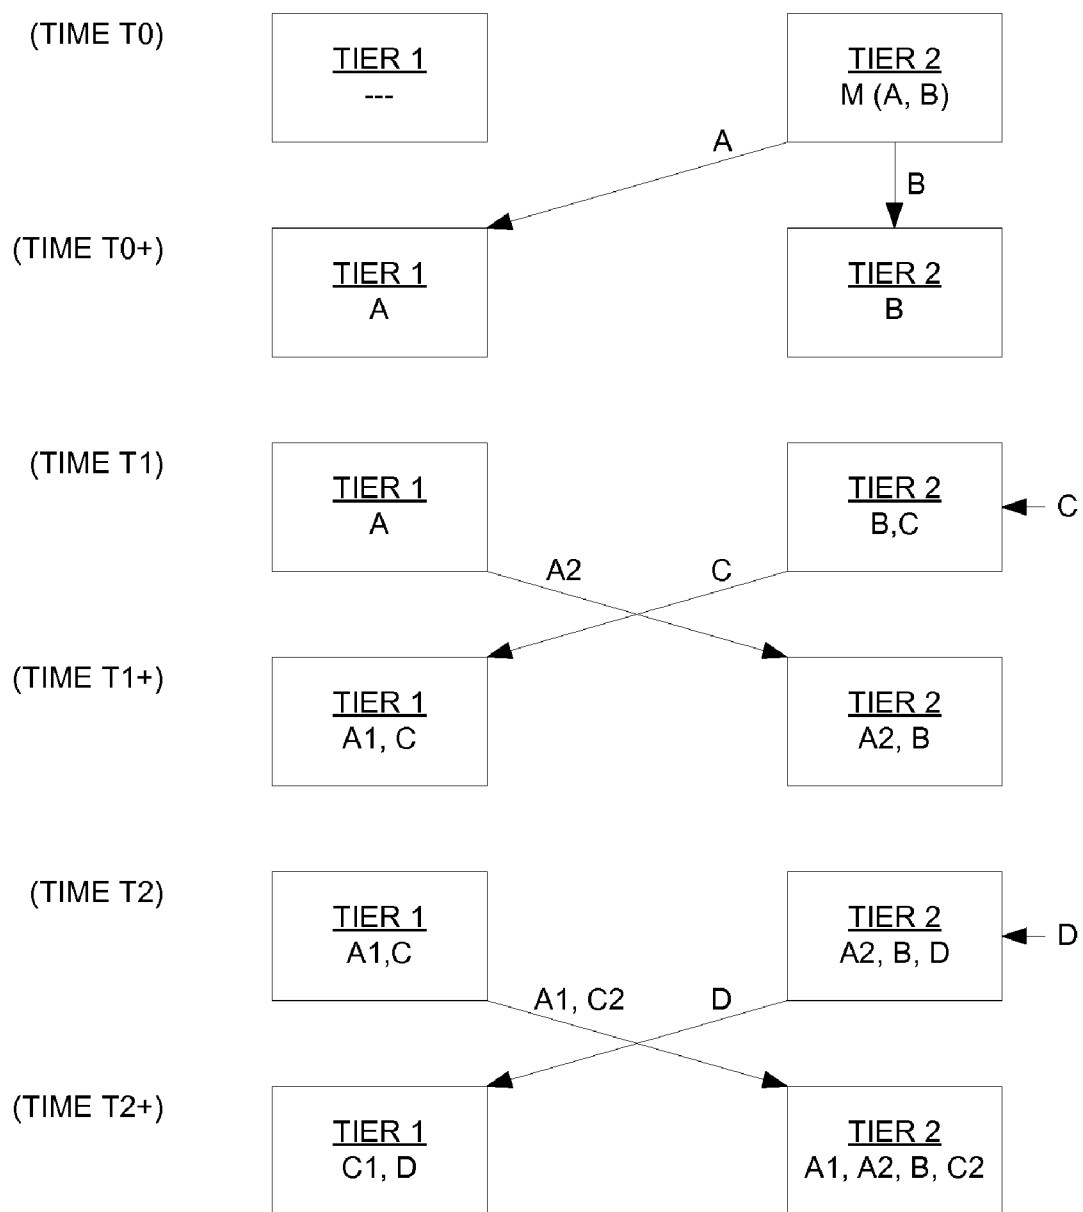 (TIME T0)
TIER 1
---
TIER 2
M (A, B)
A
B
(TIME T0+)
TIER 1
A
TIER 2
B
(TIME T1)
TIER 1
A
TIER 2
B,C
C
A2
C
(TIME T1+)
TIER 1
A1, C
TIER 2
A2, B
(TIME T2)
TIER 1
A1,C
TIER 2
A2, B, D
D
A1, C2
D
(TIME T2+)
TIER 1
C1, D
TIER 2
A1, A2, B, C2